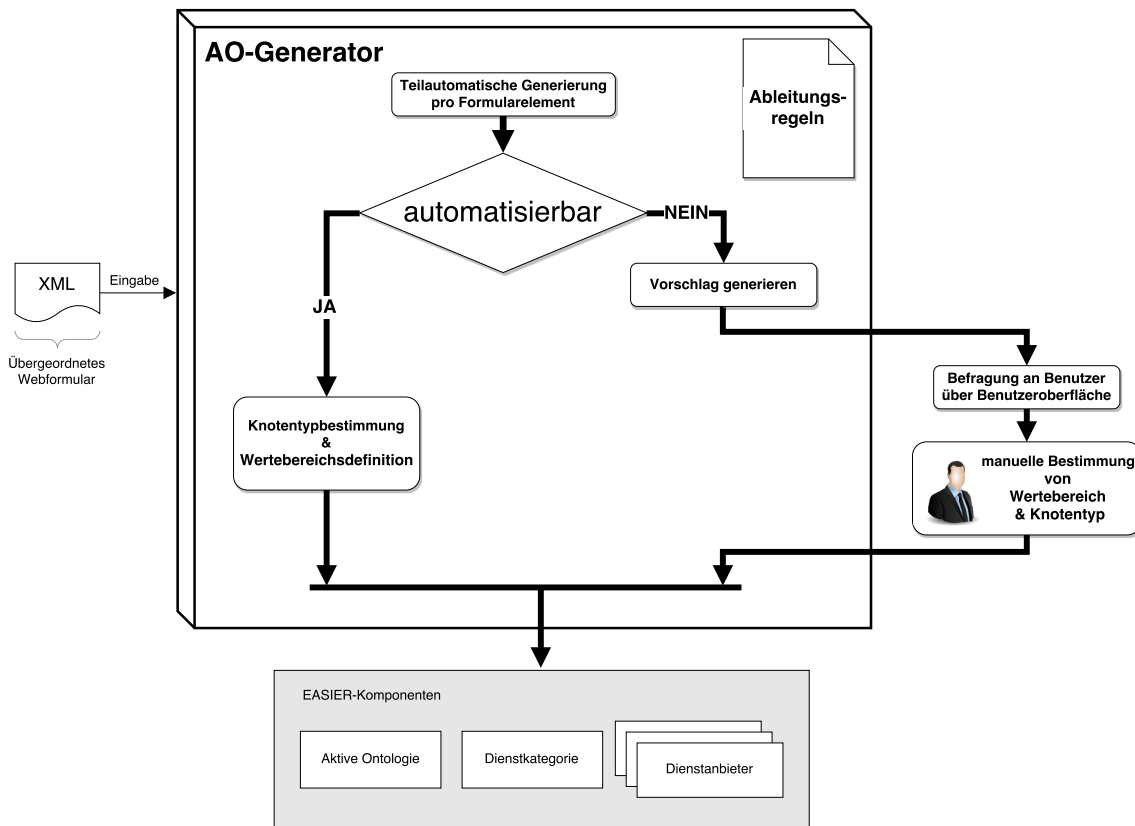 AO-Generator
Teilautomatische Generierung
pro Formularelement
Ableitungs-
regeln
automatisierbar
NEIN
JA
XML
Eingabe
Übergeordnetes
Webformular
Vorschlag generieren
Befragung an Benutzer
über Benutzeroberfläche
Knotentypbestimmung
&
Wertebereichsdefinition
manuelle Bestimmung
von
Wertebereich
& Knotentyp
EASIER-Komponenten
Aktive Ontologie
Dienstkategorie
Dienstanbieter